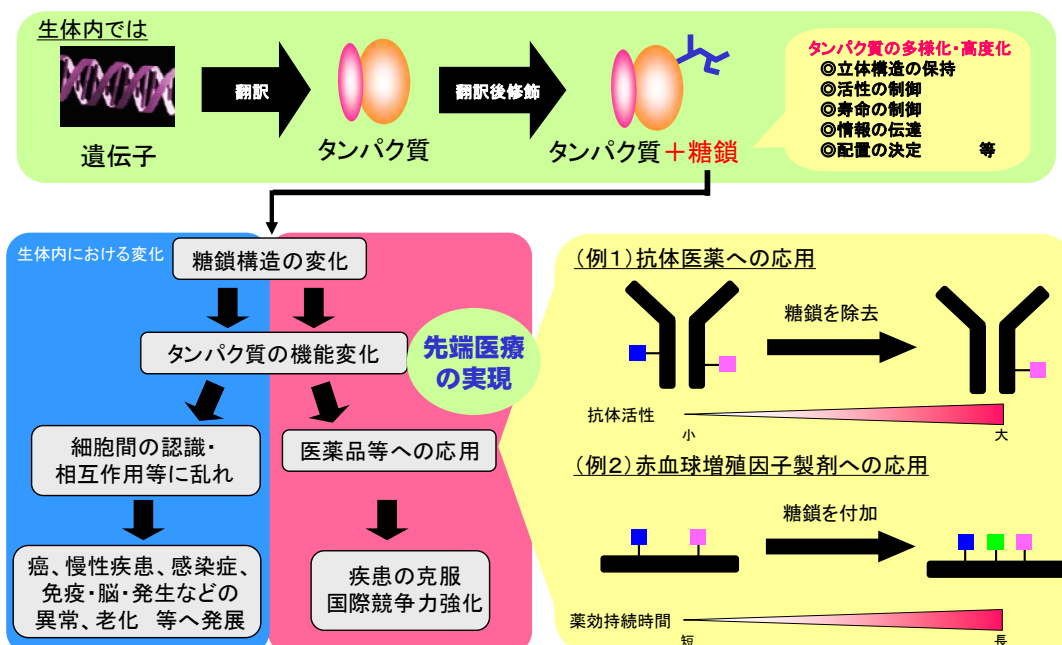 生体内では
遺伝子
翻訳
タンパク質
翻訳後修飾
タンパク質＋糖鎖
タンパク質の多様化・高度化
◎立体構造の保持
◎活性の制御
◎寿命の制御
◎情報の伝達
◎配置の決定　　　等
生体内における変化
糖鎖構造の変化
タンパク質の機能変化
細胞間の認識・
相互作用等に乱れ
癌、慢性疾患、感染症、
免疫・脳・発生などの
異常、老化　等へ発展
医薬品等への応用
疾患の克服
国際競争力強化
先端医療
の実現
（例１）抗体医薬への応用
糖鎖を除去
抗体活性
小
大
（例２）赤血球増殖因子製剤への応用
糖鎖を付加
薬効持続時間
短
長